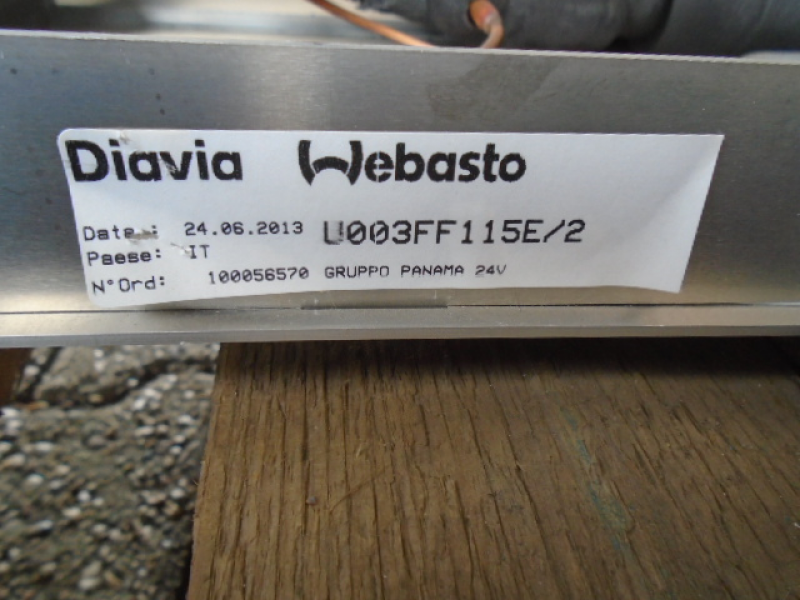 Diavia Webasto
Date : 24.06.2013 U003FF115E/2
Paese: IT
N°Ord: 100056570 GRUPPO PANAMA 24V